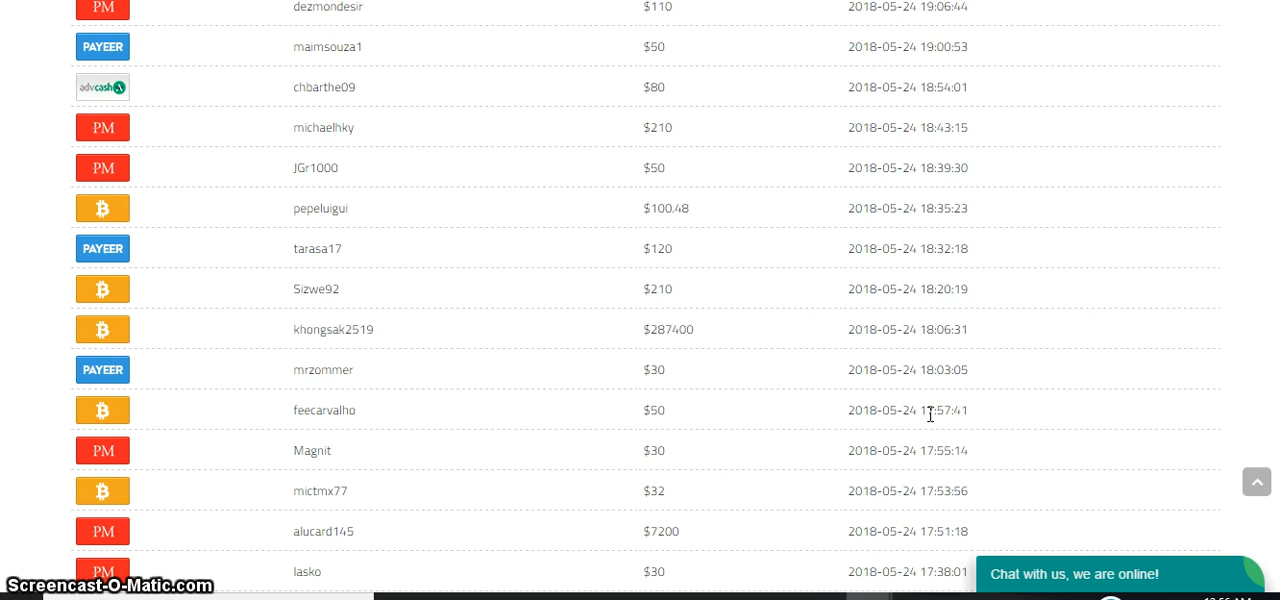 PM dezmondesir $110 2018-05-24 19:06:44
PAYEER maimsouza1 $50 2018-05-24 19:00:53
advcash chbarthe09 $80 2018-05-24 18:54:01
PM michaelhky $210 2018-05-24 18:43:15
PM JGr1000 $50 2018-05-24 18:39:30
pepeluigui $100.48 2018-05-24 18:35:23
PAYEER tarasa17 $120 2018-05-24 18:32:18
Sizwe92 $210 2018-05-24 18:20:19
khongsak2519 $287400 2018-05-24 18:06:31
PAYEER mrzommer $30 2018-05-24 18:03:05
feecarvalho $50 2018-05-24 17:57:41
PM Magnit $30 2018-05-24 17:55:14
mictmx77 $32 2018-05-24 17:53:56
PM alucard145 $7200 2018-05-24 17:51:18
PM lasko $30 2018-05-24 17:38:01
Chat with us, we are online!
Screencast-O-Matic.com